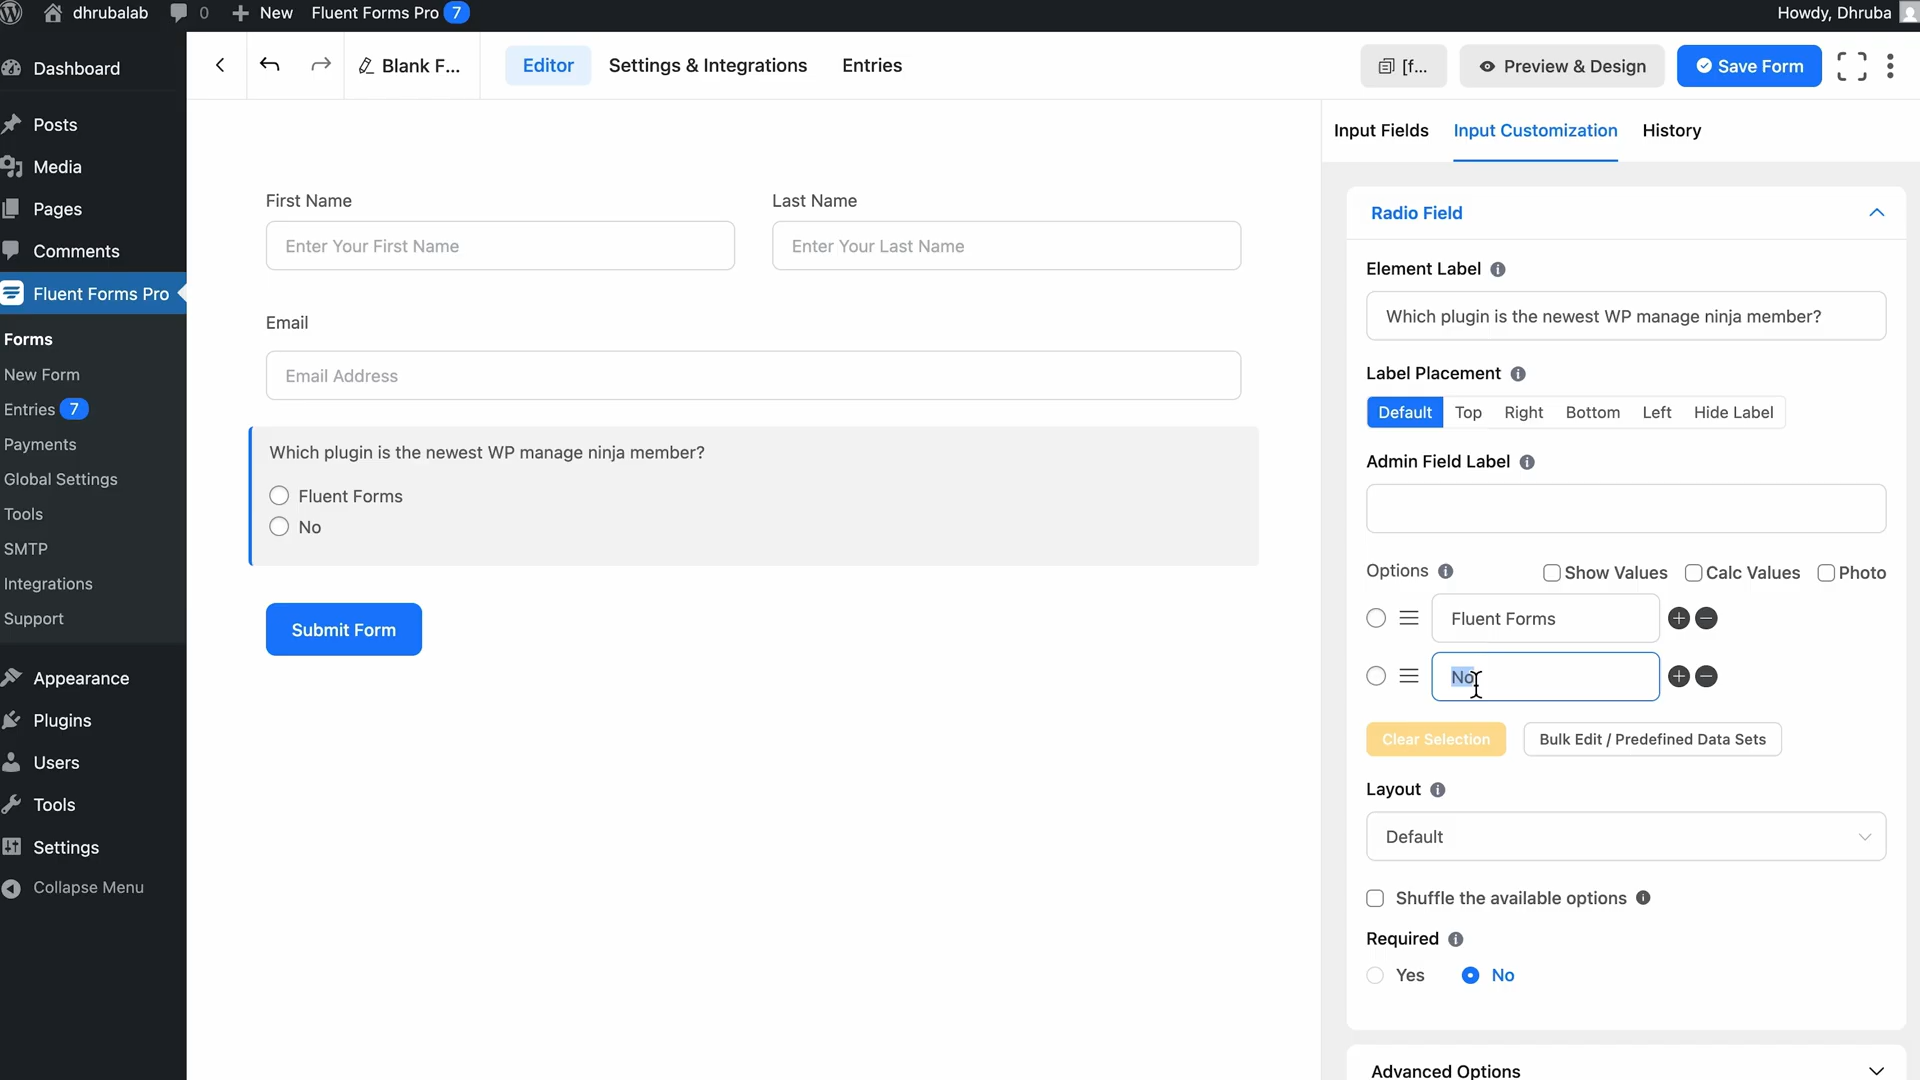 dhrubalab 0 New Fluent Forms Pro 7 Howdy, Dhruba
Dashboard
Posts
Media
Pages
Comments
Fluent Forms Pro
Forms
New Form
Entries 7
Payments
Global Settings
Tools
SMTP
Integrations
Support
Appearance
Plugins
Users
Tools
Settings
Collapse Menu
Blank F... Editor Settings & Integrations Entries [f... Preview & Design Save Form
First Name Last Name
Enter Your First Name Enter Your Last Name
Email
Email Address
Which plugin is the newest WP manage ninja member?
Fluent Forms
No
Submit Form
Input Fields Input Customization History
Radio Field
Element Label
Which plugin is the newest WP manage ninja member?
Label Placement
Default Top Right Bottom Left Hide Label
Admin Field Label
Options Show Values Calc Values Photo
Fluent Forms
No
Clear Selection Bulk Edit / Predefined Data Sets
Layout
Default
Shuffle the available options
Required
Yes No
Advanced Options